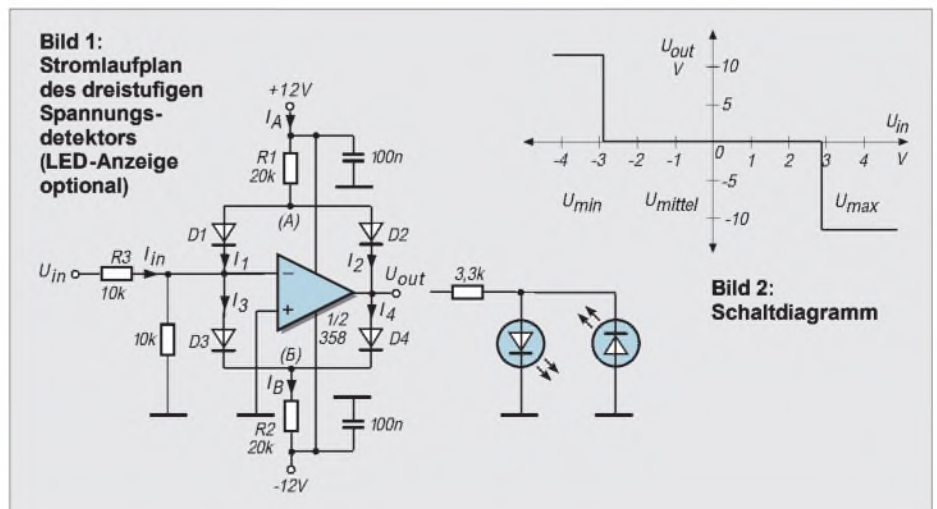 Bild 1:
Stromlaufplan
des dreistufigen
Spannungs-
detektors
(LED-Anzeige
optional)
+12V
I_A
R1
20k
100n
(A)
D1
D2
U_in
R3
10k
I_in
I_1
I_2
U_out
I_3
I_4
−
+
1/2
358
10k
D3
D4
(Б)
I_B
R2
20k
100n
-12V
3,3k
U_out
V
10
5
0
-5
-10
-4 -3 -2 -1 1 2 3 4
U_in
V
U_min
U_mittel
U_max
Bild 2:
Schaltdiagramm